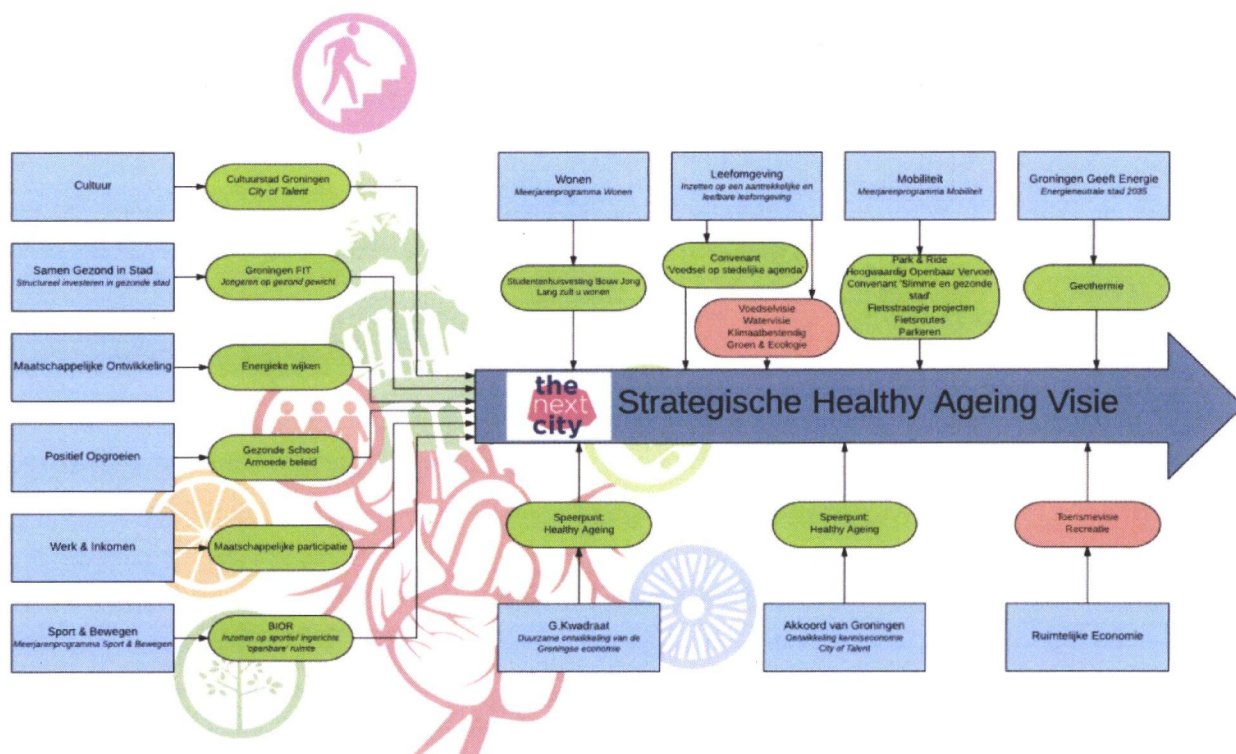 Cultuur
Cultuurstad Groningen
City of Talent
Samen Gezond in Stad
Structureel investeren in gezonde stad
Groningen FIT
Jongeren op gezond gewicht
Maatschappelijke Ontwikkeling
Energieke wijken
Positief Opgroeien
Gezonde School
Armoede beleid
Werk & Inkomen
Maatschappelijke participatie
Sport & Bewegen
Meerjarenprogramma Sport & Bewegen
BIOR
Inzetten op sportief ingerichte
'openbare' ruimte
Wonen
Meerjarenprogramma Wonen
Studentenhuisvesting Bouw Jong
Lang zult u wonen
Leefomgeving
Inzetten op een aantrekkelijke en
leefbare leefomgeving
Convenant
'Voedsel op stedelijke agenda'
Voedselvisie
Watervisie
Klimaatbestendig
Groen & Ecologie
Mobiliteit
Meerjarenprogramma Mobiliteit
Park & Ride
Hoogwaardig Openbaar Vervoer
Convenant 'Slimme en gezonde
stad'
Fietsstrategie projecten
Fietsroutes
Parkeren
Groningen Geeft Energie
Energieneutrale stad 2035
Geothermie
the
next
city
Strategische Healthy Ageing Visie
Speerpunt:
Healthy Ageing
G.Kwadraat
Duurzame ontwikkeling van de
Groningse economie
Speerpunt:
Healthy Ageing
Akkoord van Groningen
Ontwikkeling kenniseconomie
City of Talent
Toerismevisie
Recreatie
Ruimtelijke Economie